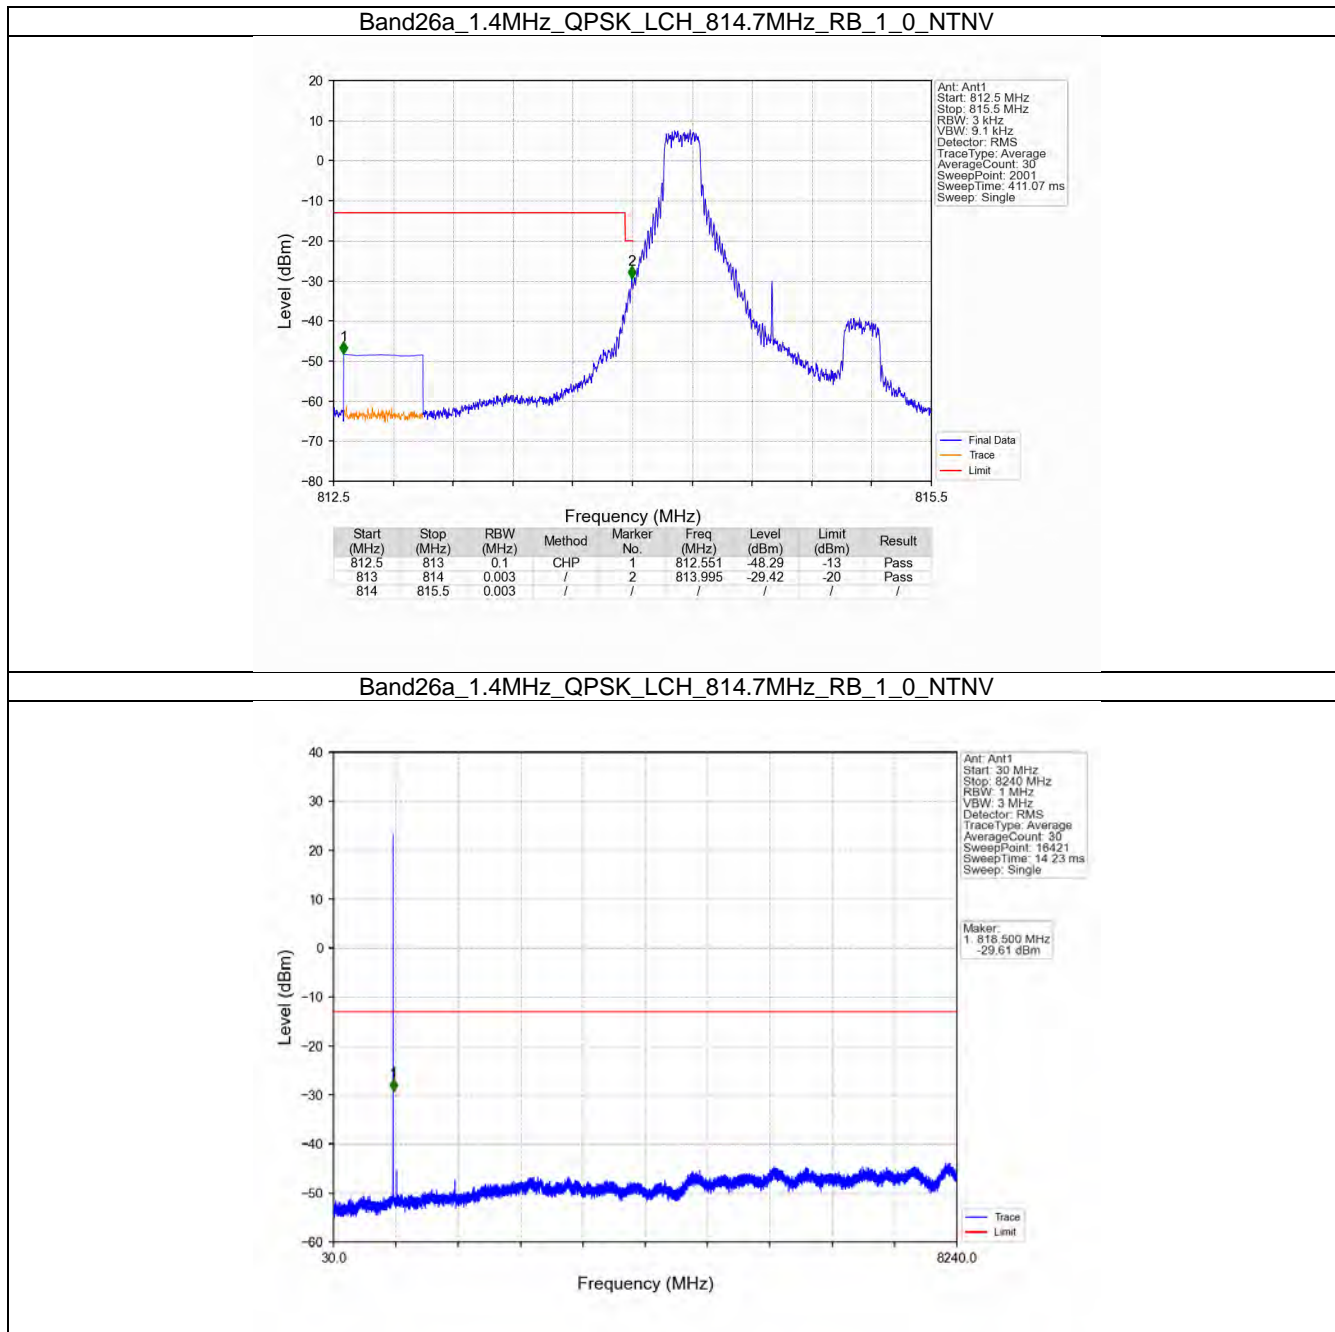 Band26a_1.4MHz_QPSK_LCH_814.7MHz_RB_1_0_NTNV
20
10
0
−10
−20
−30
−40
−50
−60
−70
−80
Level (dBm)
1
2
812.5
815.5
Frequency (MHz)
Ant: Ant1
Start: 812.5 MHz
Stop: 815.5 MHz
RBW: 3 kHz
VBW: 9.1 kHz
Detector: RMS
TraceType: Average
AverageCount: 30
SweepPoint: 2001
SweepTime: 411.07 ms
Sweep: Single
Final Data
Trace
Limit
Start (MHz) Stop (MHz) RBW (MHz) Method Marker No. Freq (MHz) Level (dBm) Limit (dBm) Result
812.5 813 0.1 CHP 1 812.551 -48.29 -13 Pass
813 814 0.003 / 2 813.995 -29.42 -20 Pass
814 815.5 0.003 / / / / / /
Band26a_1.4MHz_QPSK_LCH_814.7MHz_RB_1_0_NTNV
40
30
20
10
0
−10
−20
−30
−40
−50
−60
Level (dBm)
1
30.0
8240.0
Frequency (MHz)
Ant: Ant1
Start: 30 MHz
Stop: 8240 MHz
RBW: 1 MHz
VBW: 3 MHz
Detector: RMS
TraceType: Average
AverageCount: 30
SweepPoint: 16421
SweepTime: 14.23 ms
Sweep: Single
Maker:
1. 818.500 MHz
-29.61 dBm
Trace
Limit